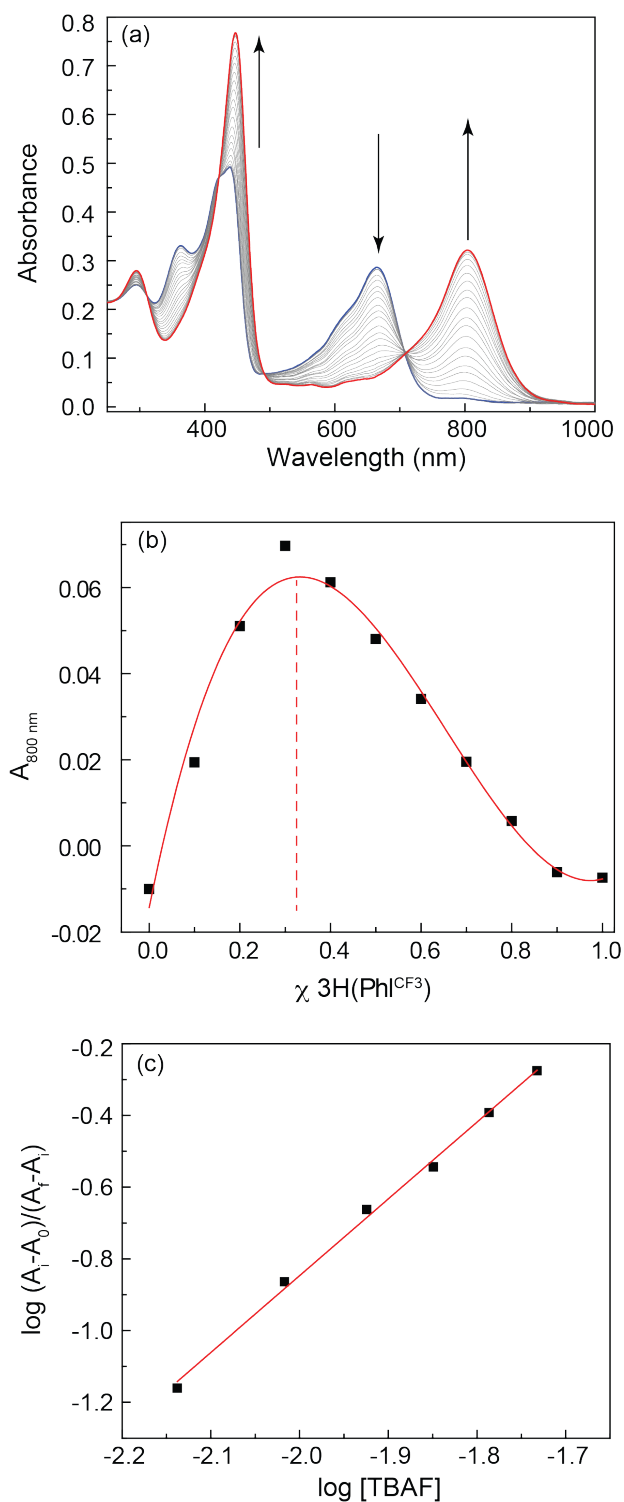 (a)
0.8
0.7
0.6
0.5
0.4
0.3
0.2
0.1
0.0
Absorbance
400 600 800 1000
Wavelength (nm)
(b)
0.06
0.04
0.02
0.00
-0.02
A800 nm
0.0 0.2 0.4 0.6 0.8 1.0
χ 3H(PhlCF3)
(c)
-0.2
-0.4
-0.6
-0.8
-1.0
-1.2
log (Ai-A0)/(Af-Ai)
-2.2 -2.1 -2.0 -1.9 -1.8 -1.7
log [TBAF]